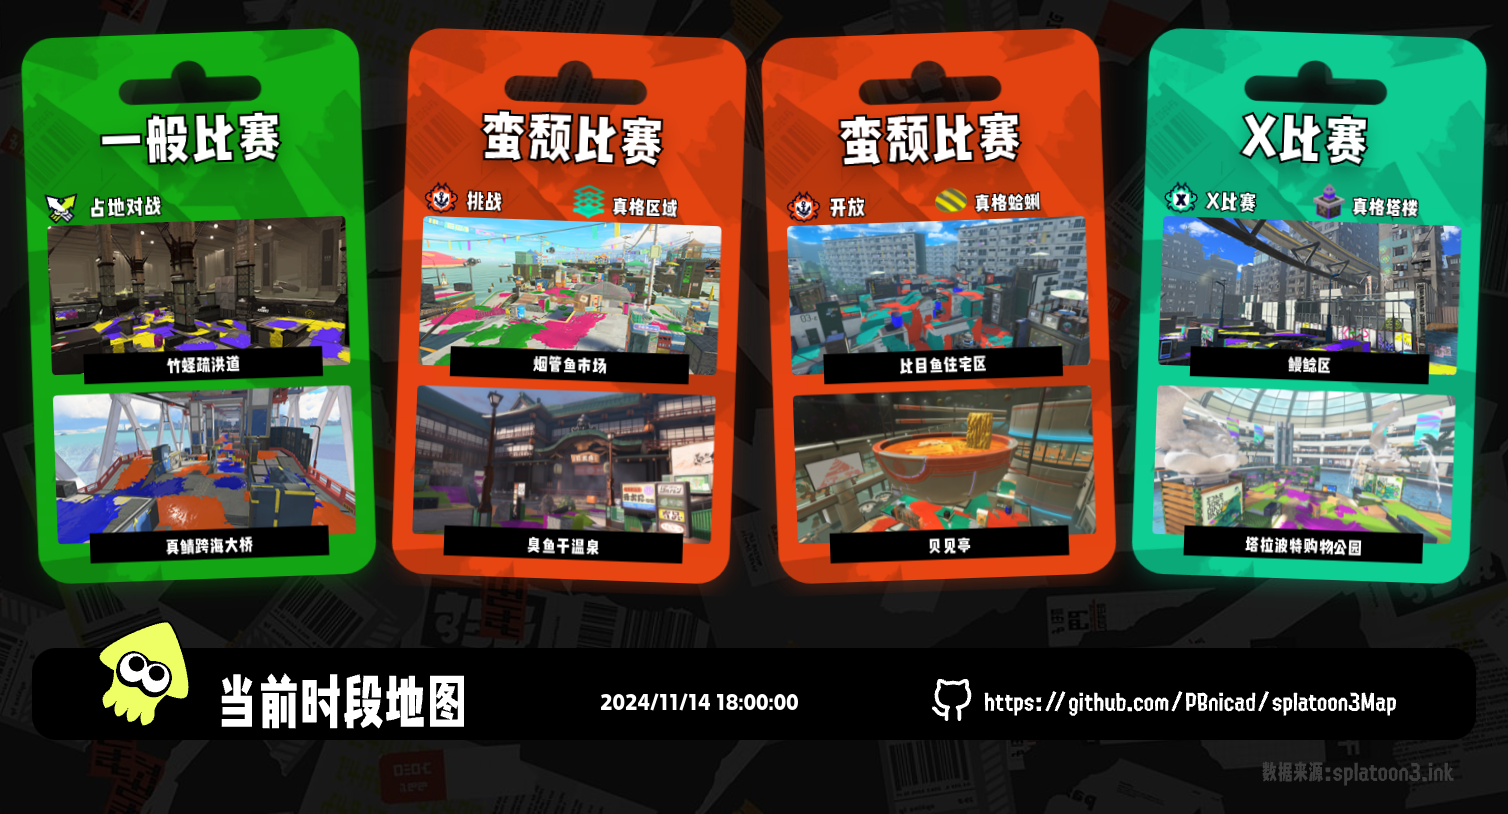 一般比赛
占地对战
竹蛏疏洪道
真鲭跨海大桥
蛮颓比赛
挑战
真格区域
烟管鱼市场
臭鱼干温泉
蛮颓比赛
开放
真格蛤蜊
比目鱼住宅区
贝见亭
X比赛
X比赛
真格塔楼
鳗鲶区
塔拉波特购物公园
当前时段地图
2024/11/14 18:00:00
https://github.com/PBnicad/splatoon3Map
数据来源:splatoon3.ink